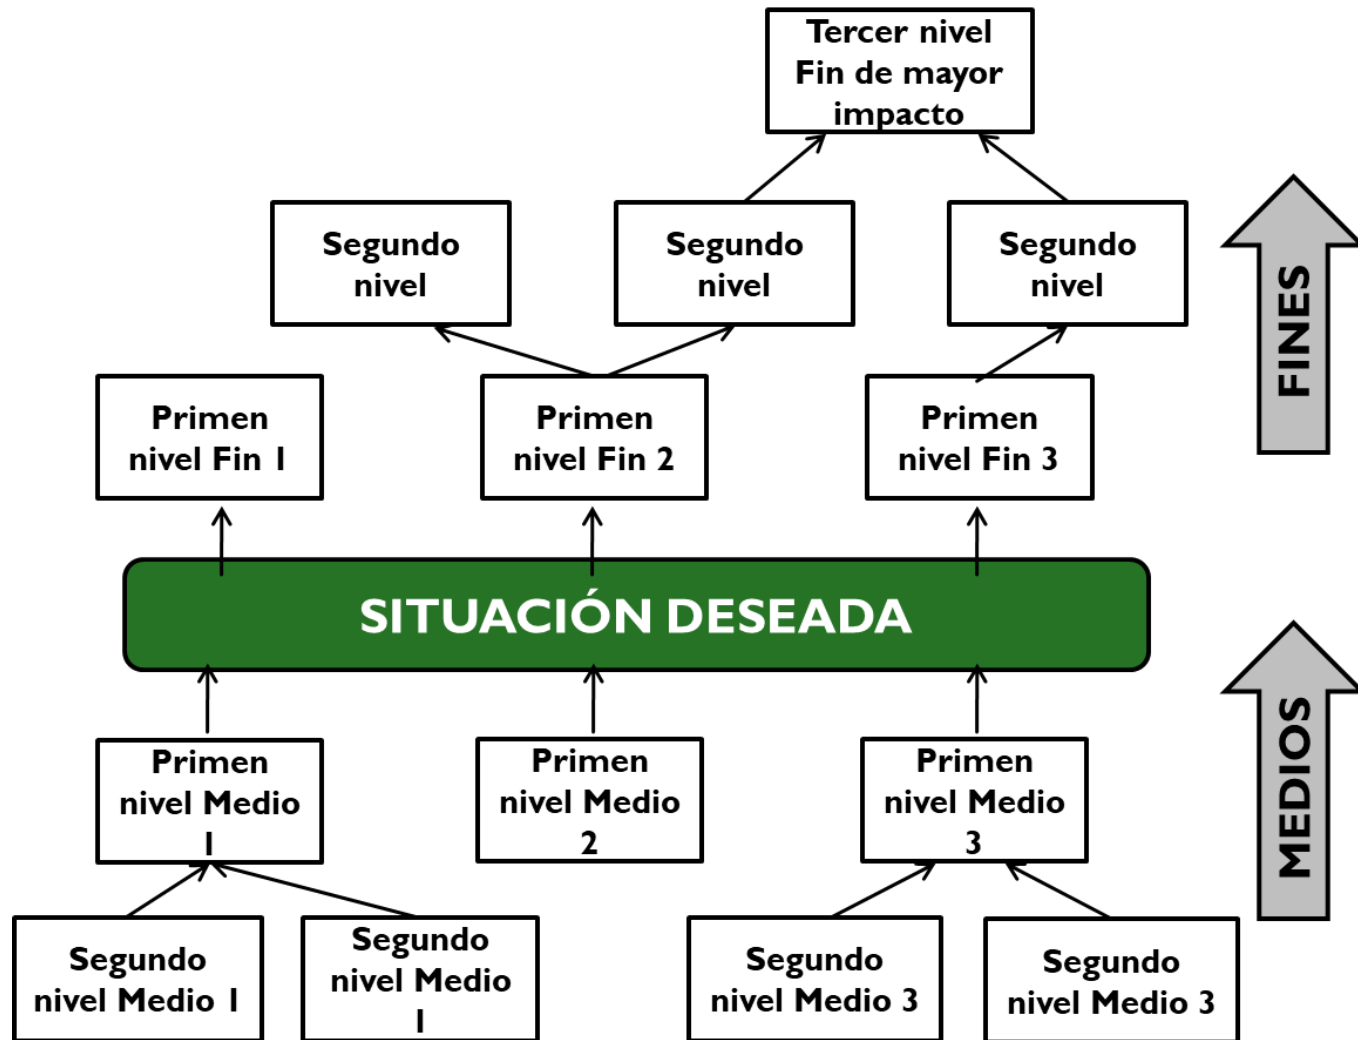 Tercer nivel
Fin de mayor
impacto
Segundo
nivel
Segundo
nivel
Segundo
nivel
FINES
Primen
nivel Fin 1
Primen
nivel Fin 2
Primen
nivel Fin 3
SITUACIÓN DESEADA
MEDIOS
Primen
nivel Medio
1
Primen
nivel Medio
2
Primen
nivel Medio
3
Segundo
nivel Medio 1
Segundo
nivel Medio
1
Segundo
nivel Medio 3
Segundo
nivel Medio 3